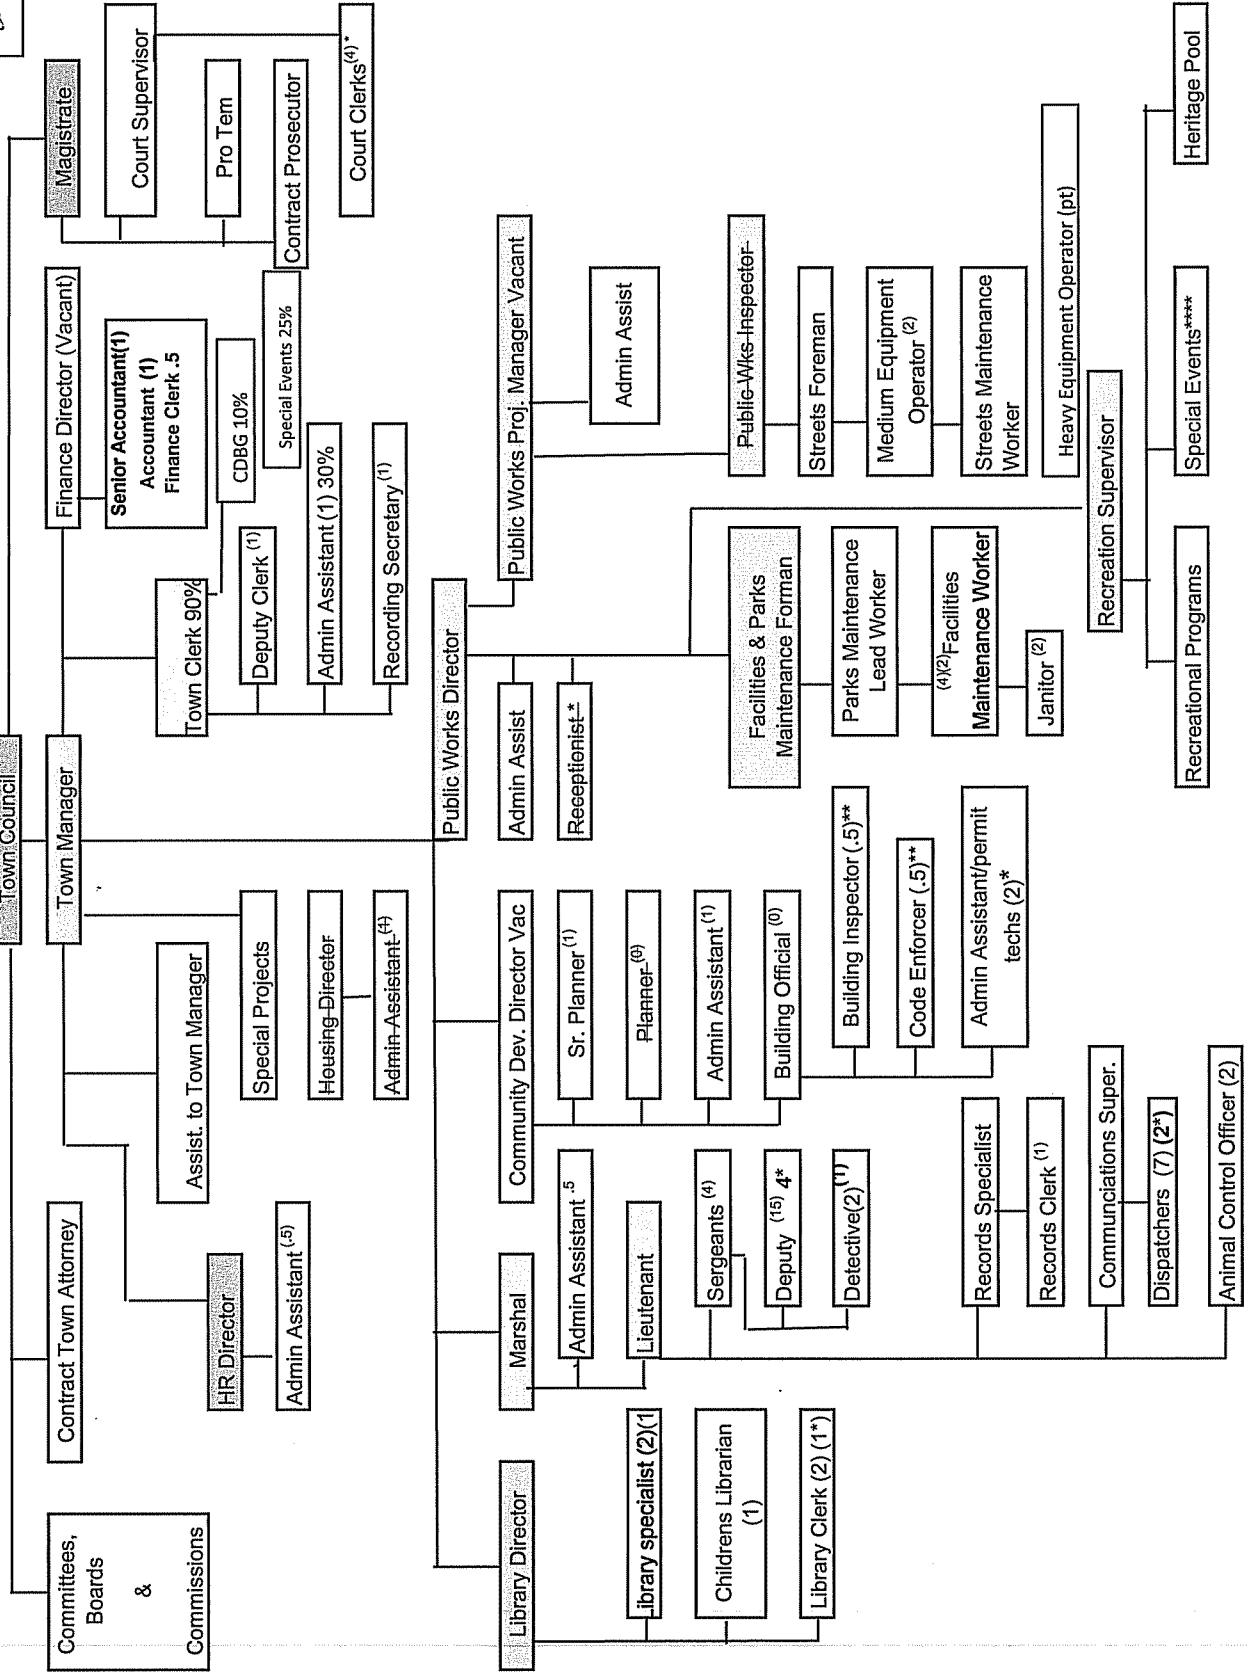 Town Council
Committees,
Boards
&
Commissions
Contract Town Attorney
Town Manager
Finance Director (Vacant)
Magistrate
HR Director
Admin Assistant (.5)
Assist. to Town Manager
Special Projects
Housing Director
Admin Assistant (1)
Town Clerk 90%
Deputy Clerk (1)
Admin Assistant (1) 30%
Recording Secretary (1)
Senior Accountant(1)
Accountant (1)
Finance Clerk .5
CDBG 10%
Special Events 25%
Court Supervisor
Pro Tem
Contract Prosecutor
Court Clerks(4) *
Library Director
ibrary specialist (2)(1
Childrens Librarian
(1)
Library Clerk (2) (1*)
Marshal
Admin Assistant .5
Lieutenant
Sergeants (4)
Deputy (15) 4*
Detective(2)(1)
Records Specialist
Records Clerk (1)
Communciations Super.
Dispatchers (7) (2*)
Animal Control Officer (2)
Community Dev. Director Vac
Sr. Planner (1)
Planner (0)
Admin Assistant (1)
Building Official (0)
Building Inspector (.5)**
Code Enforcer (.5)**
Admin Assistant/permit
techs (2)*
Public Works Director
Admin Assist
Receptionist *
Facilities & Parks
Maintenance Forman
Parks Maintenance
Lead Worker
(4)(2)Facilities
Maintenance Worker
Janitor (2)
Public Works Proj. Manager Vacant
Admin Assist
Public Wks Inspector
Streets Foreman
Medium Equipment
Operator (2)
Streets Maintenance
Worker
Heavy Equipment Operator (pt)
Recreation Supervisor
Recreational Programs
Special Events****
Heritage Pool